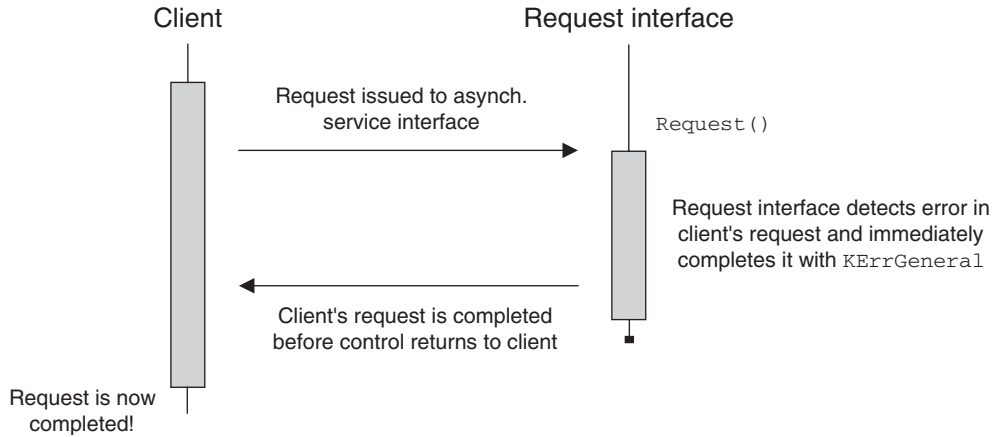 Client
Request interface
Request issued to asynch.
service interface
Request()
Request interface detects error in
client's request and immediately
completes it with KErrGeneral
Client's request is completed
before control returns to client
Request is now
completed!